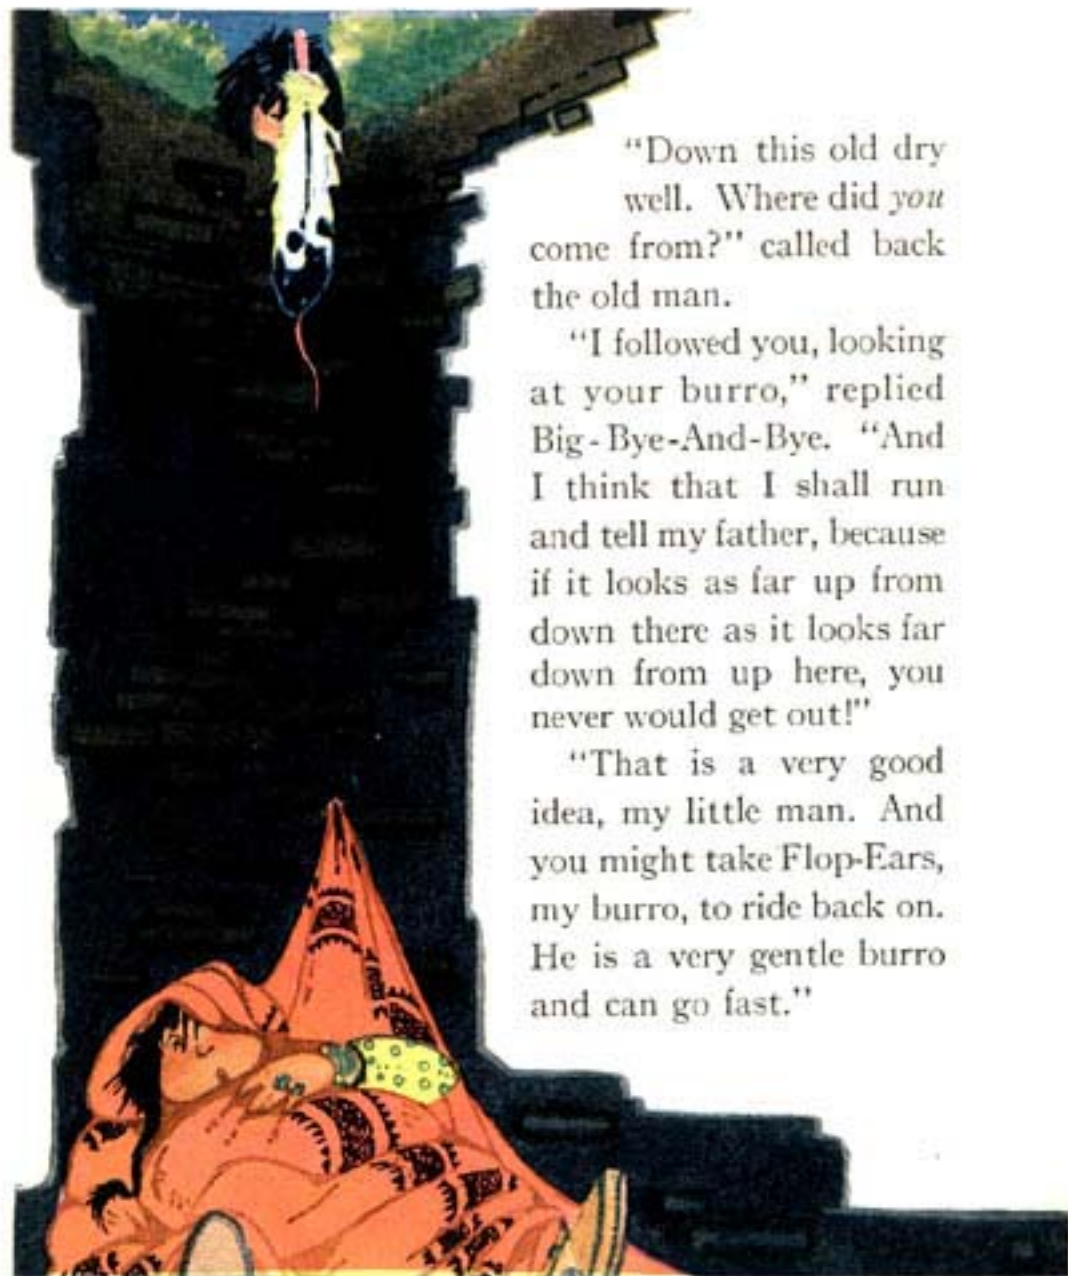 “Down this old dry
well. Where did you
come from?” called back
the old man.
“I followed you, looking
at your burro,” replied
Big-Bye-And-Bye. “And
I think that I shall run
and tell my father, because
if it looks as far up from
down there as it looks far
down from up here, you
never would get out!”
“That is a very good
idea, my little man. And
you might take Flop-Ears,
my burro, to ride back on.
He is a very gentle burro
and can go fast.”